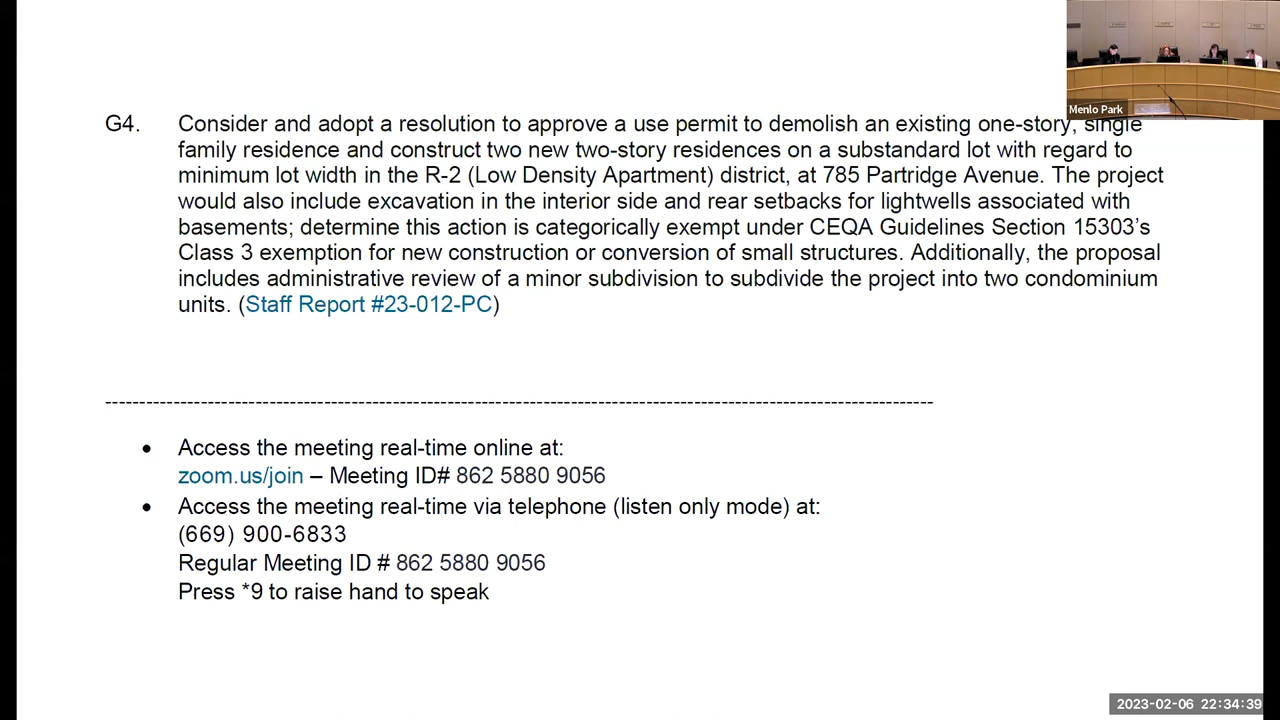 G4. Consider and adopt a resolution to approve a use permit to demolish an existing one-story, single
family residence and construct two new two-story residences on a substandard lot with regard to
minimum lot width in the R-2 (Low Density Apartment) district, at 785 Partridge Avenue. The project
would also include excavation in the interior side and rear setbacks for lightwells associated with
basements; determine this action is categorically exempt under CEQA Guidelines Section 15303’s
Class 3 exemption for new construction or conversion of small structures. Additionally, the proposal
includes administrative review of a minor subdivision to subdivide the project into two condominium
units. (Staff Report #23-012-PC)
Menlo Park
• Access the meeting real-time online at:
zoom.us/join – Meeting ID# 862 5880 9056
• Access the meeting real-time via telephone (listen only mode) at:
(669) 900-6833
Regular Meeting ID # 862 5880 9056
Press *9 to raise hand to speak
2023-02-06 22:34:39